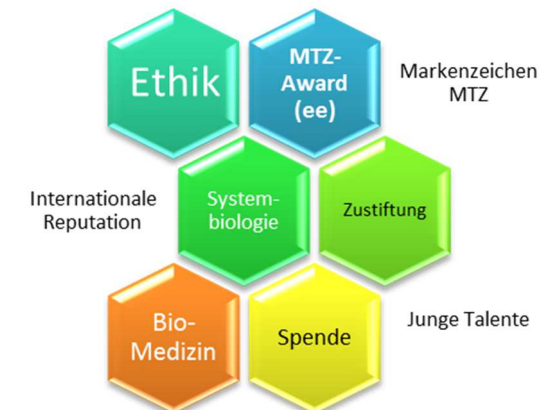 Ethik
MTZ-
Award
(ee)
Markenzeichen
MTZ
Internationale
Reputation
System-
biologie
Zustiftung
Bio-
Medizin
Spende
Junge Talente